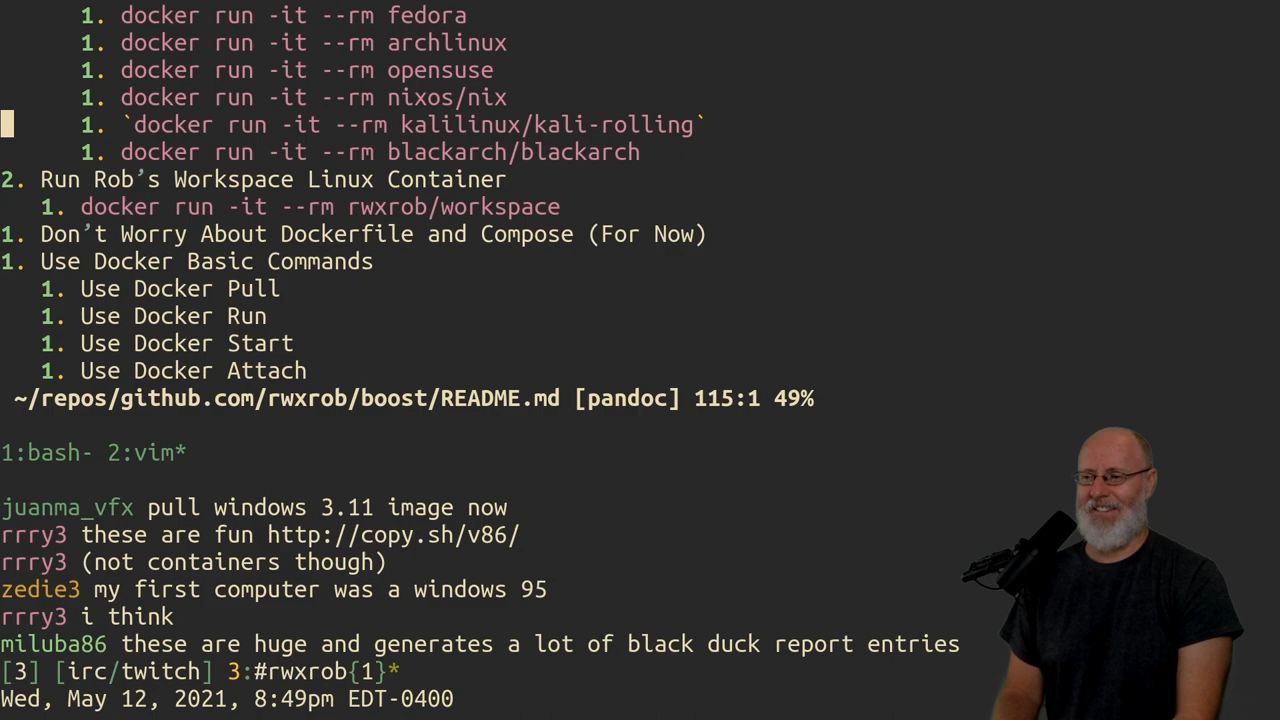 1. docker run -it --rm fedora
1. docker run -it --rm archlinux
1. docker run -it --rm opensuse
1. docker run -it --rm nixos/nix
1. `docker run -it --rm kalilinux/kali-rolling`
1. docker run -it --rm blackarch/blackarch
2. Run Rob’s Workspace Linux Container
1. docker run -it --rm rwxrob/workspace
1. Don’t Worry About Dockerfile and Compose (For Now)
1. Use Docker Basic Commands
1. Use Docker Pull
1. Use Docker Run
1. Use Docker Start
1. Use Docker Attach
~/repos/github.com/rwxrob/boost/README.md [pandoc] 115:1 49%
1:bash- 2:vim*
juanma_vfx pull windows 3.11 image now
rrry3 these are fun http://copy.sh/v86/
rrry3 (not containers though)
zedie3 my first computer was a windows 95
rrry3 i think
miluba86 these are huge and generates a lot of black duck report entries
[3] [irc/twitch] 3:#rwxrob{1}*
Wed, May 12, 2021, 8:49pm EDT-0400